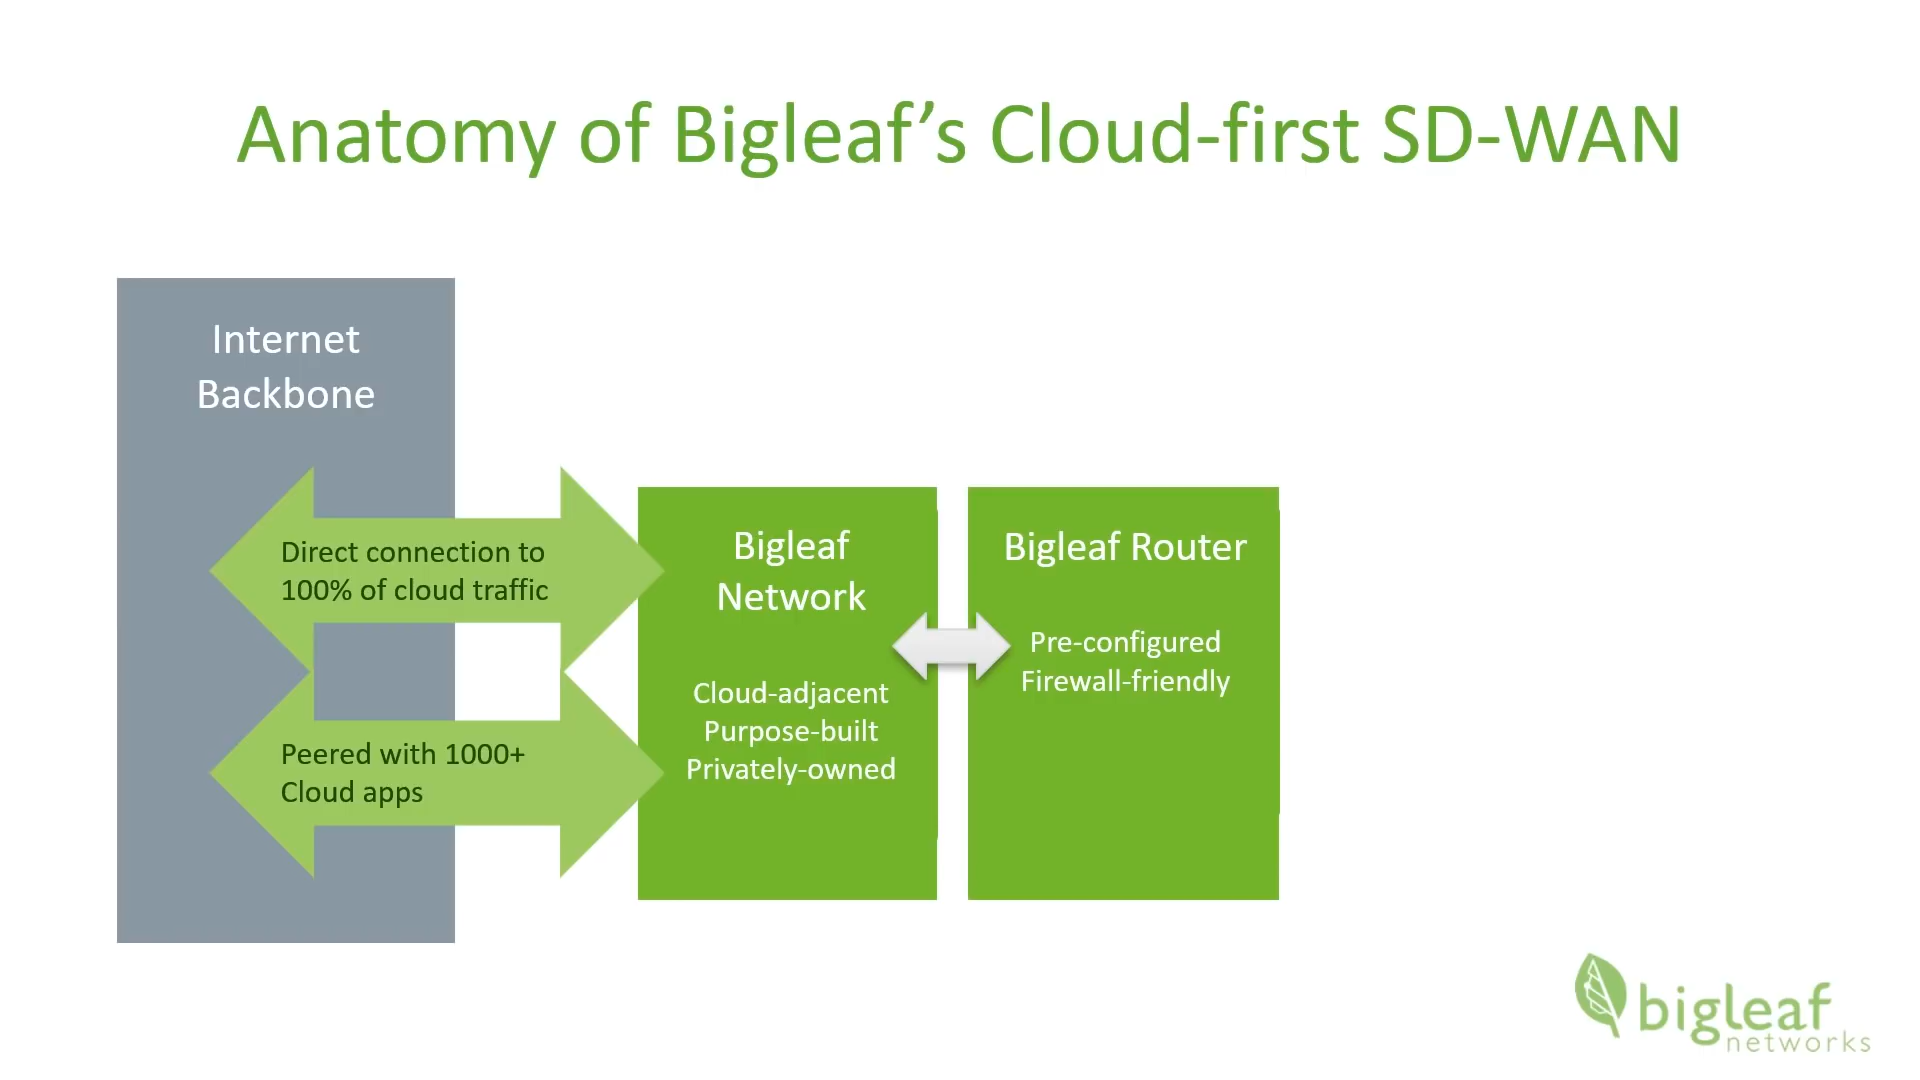 Anatomy of Bigleaf’s Cloud-first SD-WAN
Internet
Backbone
Direct connection to
100% of cloud traffic
Peered with 1000+
Cloud apps
Bigleaf
Network
Cloud-adjacent
Purpose-built
Privately-owned
Bigleaf Router
Pre-configured
Firewall-friendly
bigleaf
networks